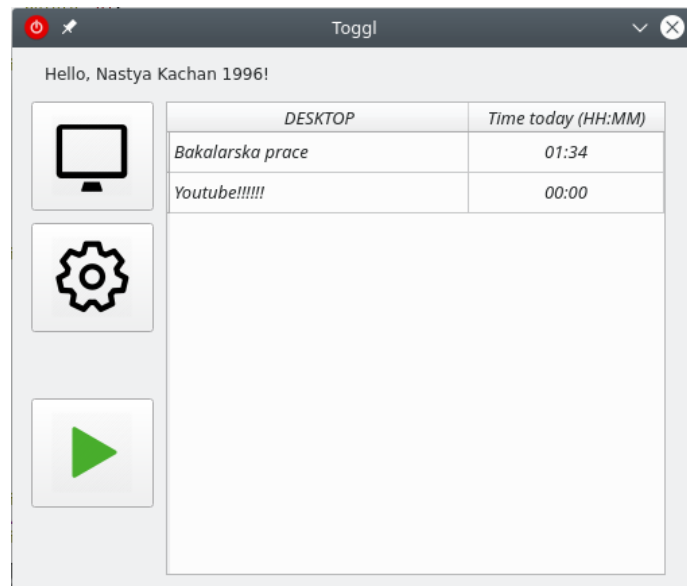 Toggl
Hello, Nastya Kachan 1996!
DESKTOP Time today (HH:MM)
Bakalarska prace 01:34
Youtube!!!!!! 00:00